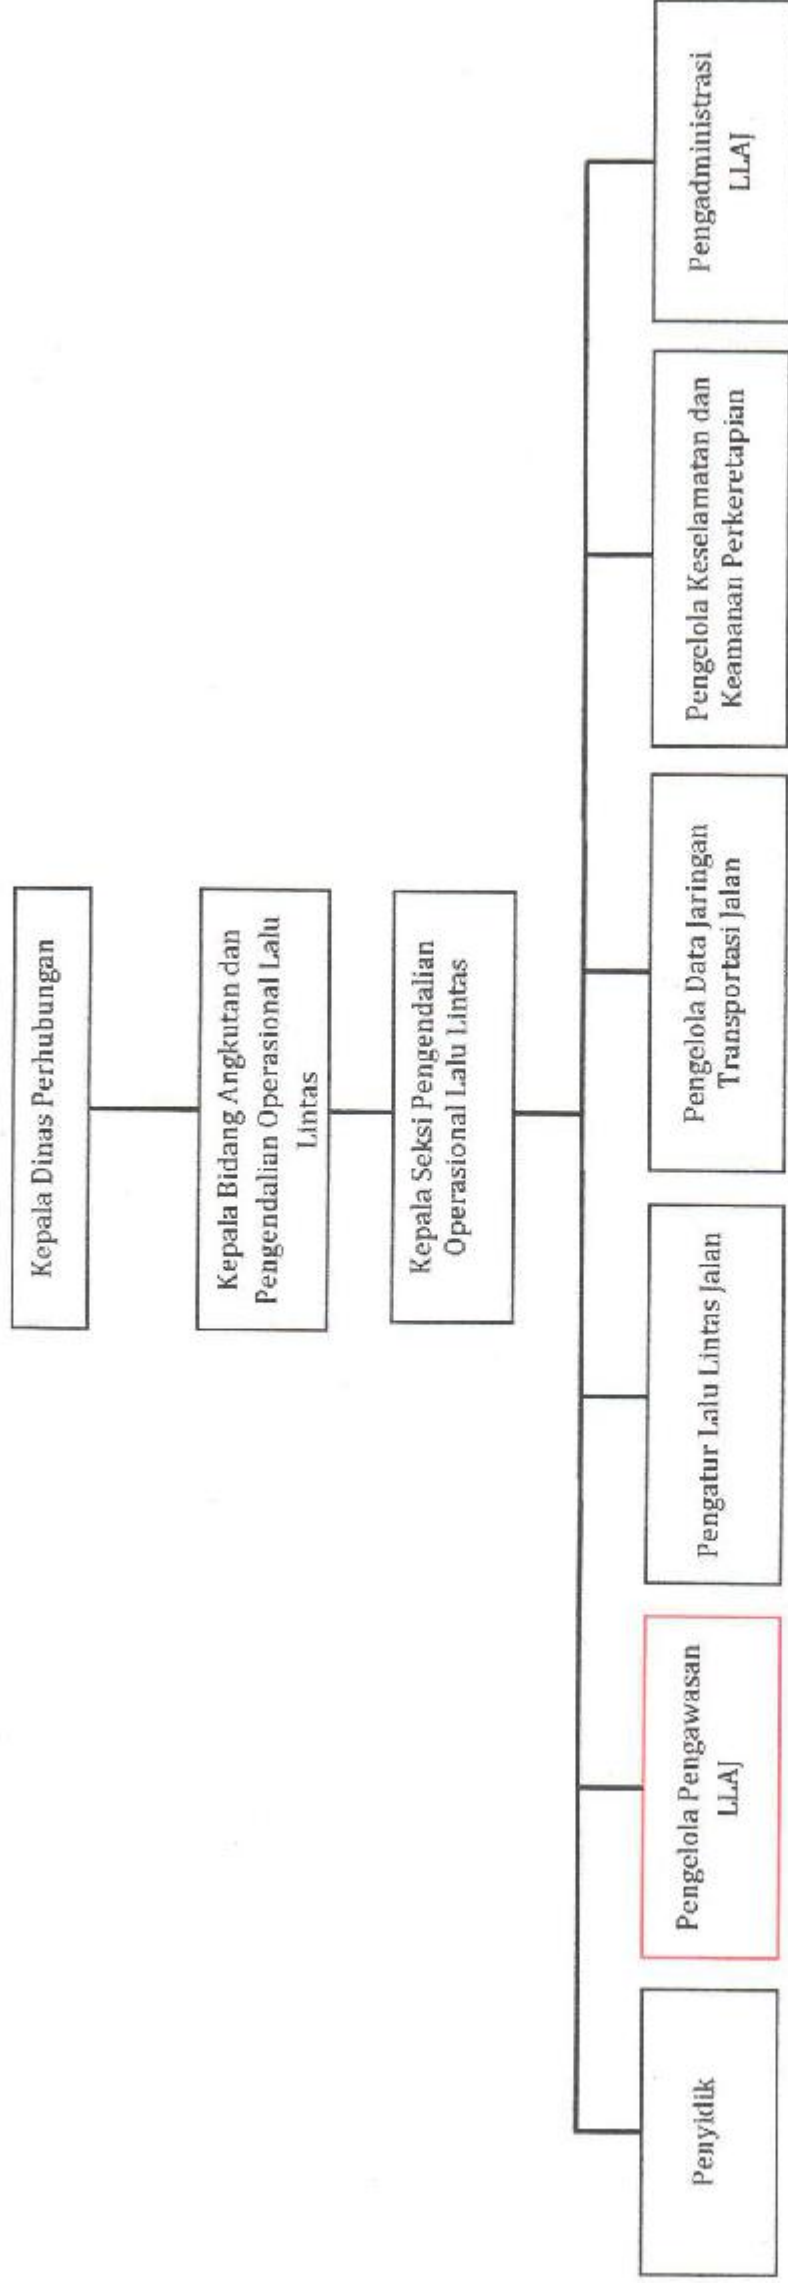 Kepala Dinas Perhubungan
Kepala Bidang Angkutan dan
Pengendalian Operasional Lalu
Lintas
Kepala Seksi Pengendalian
Operasional Lalu Lintas
Penyidik
Pengelola Pengawasan
LLAJ
Pengatur Lalu Lintas Jalan
Pengelola Data Jaringan
Transportasi Jalan
Pengelola Keselamatan dan
Keamanan Perkeretapian
Pengadministrasi
LLAJ